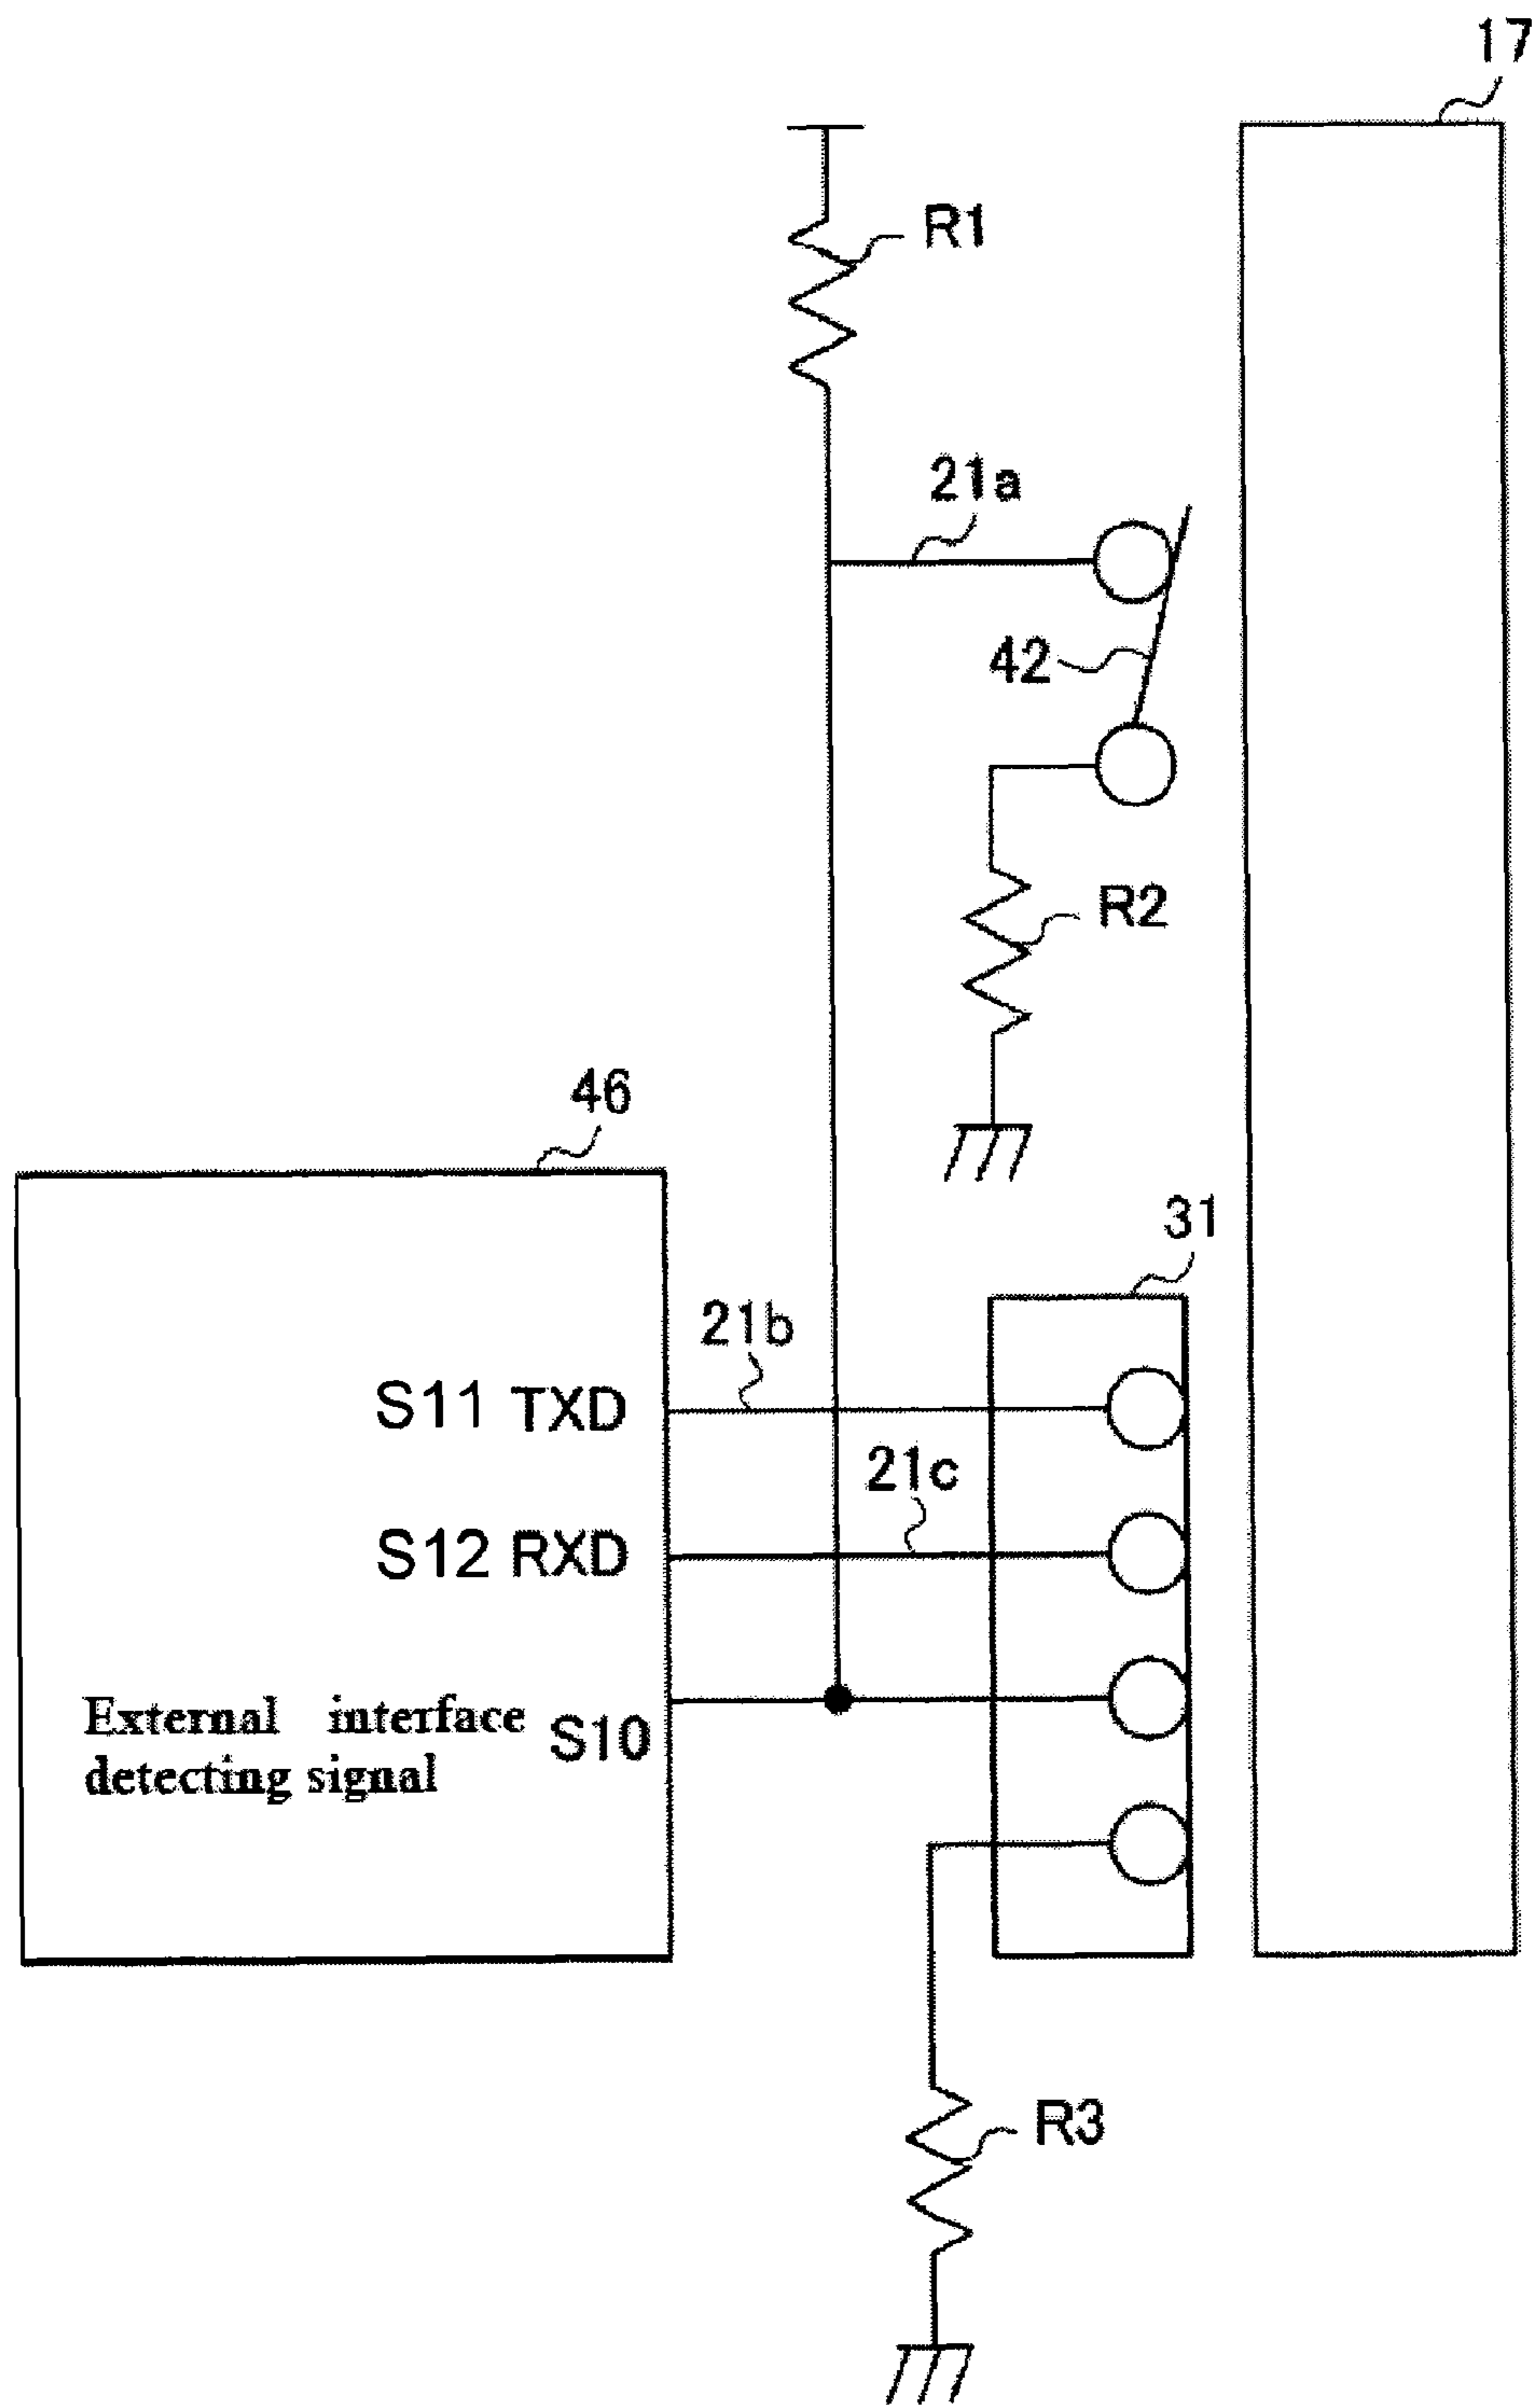 17
R1
21a
42
R2
46
31
21b
S11 TXD
21c
S12 RXD
External interface
detecting signal
S10
R3